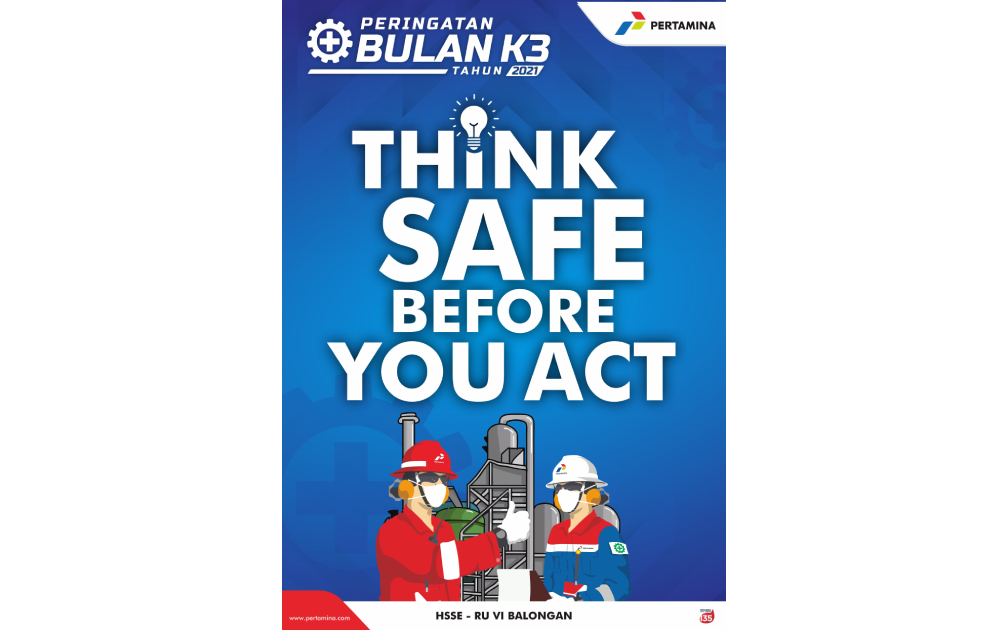 PERINGATAN
BULAN K3
TAHUN 2021
PERTAMINA
THINK
SAFE
BEFORE
YOU ACT
www.pertamina.com
HSSE - RU VI BALONGAN
135